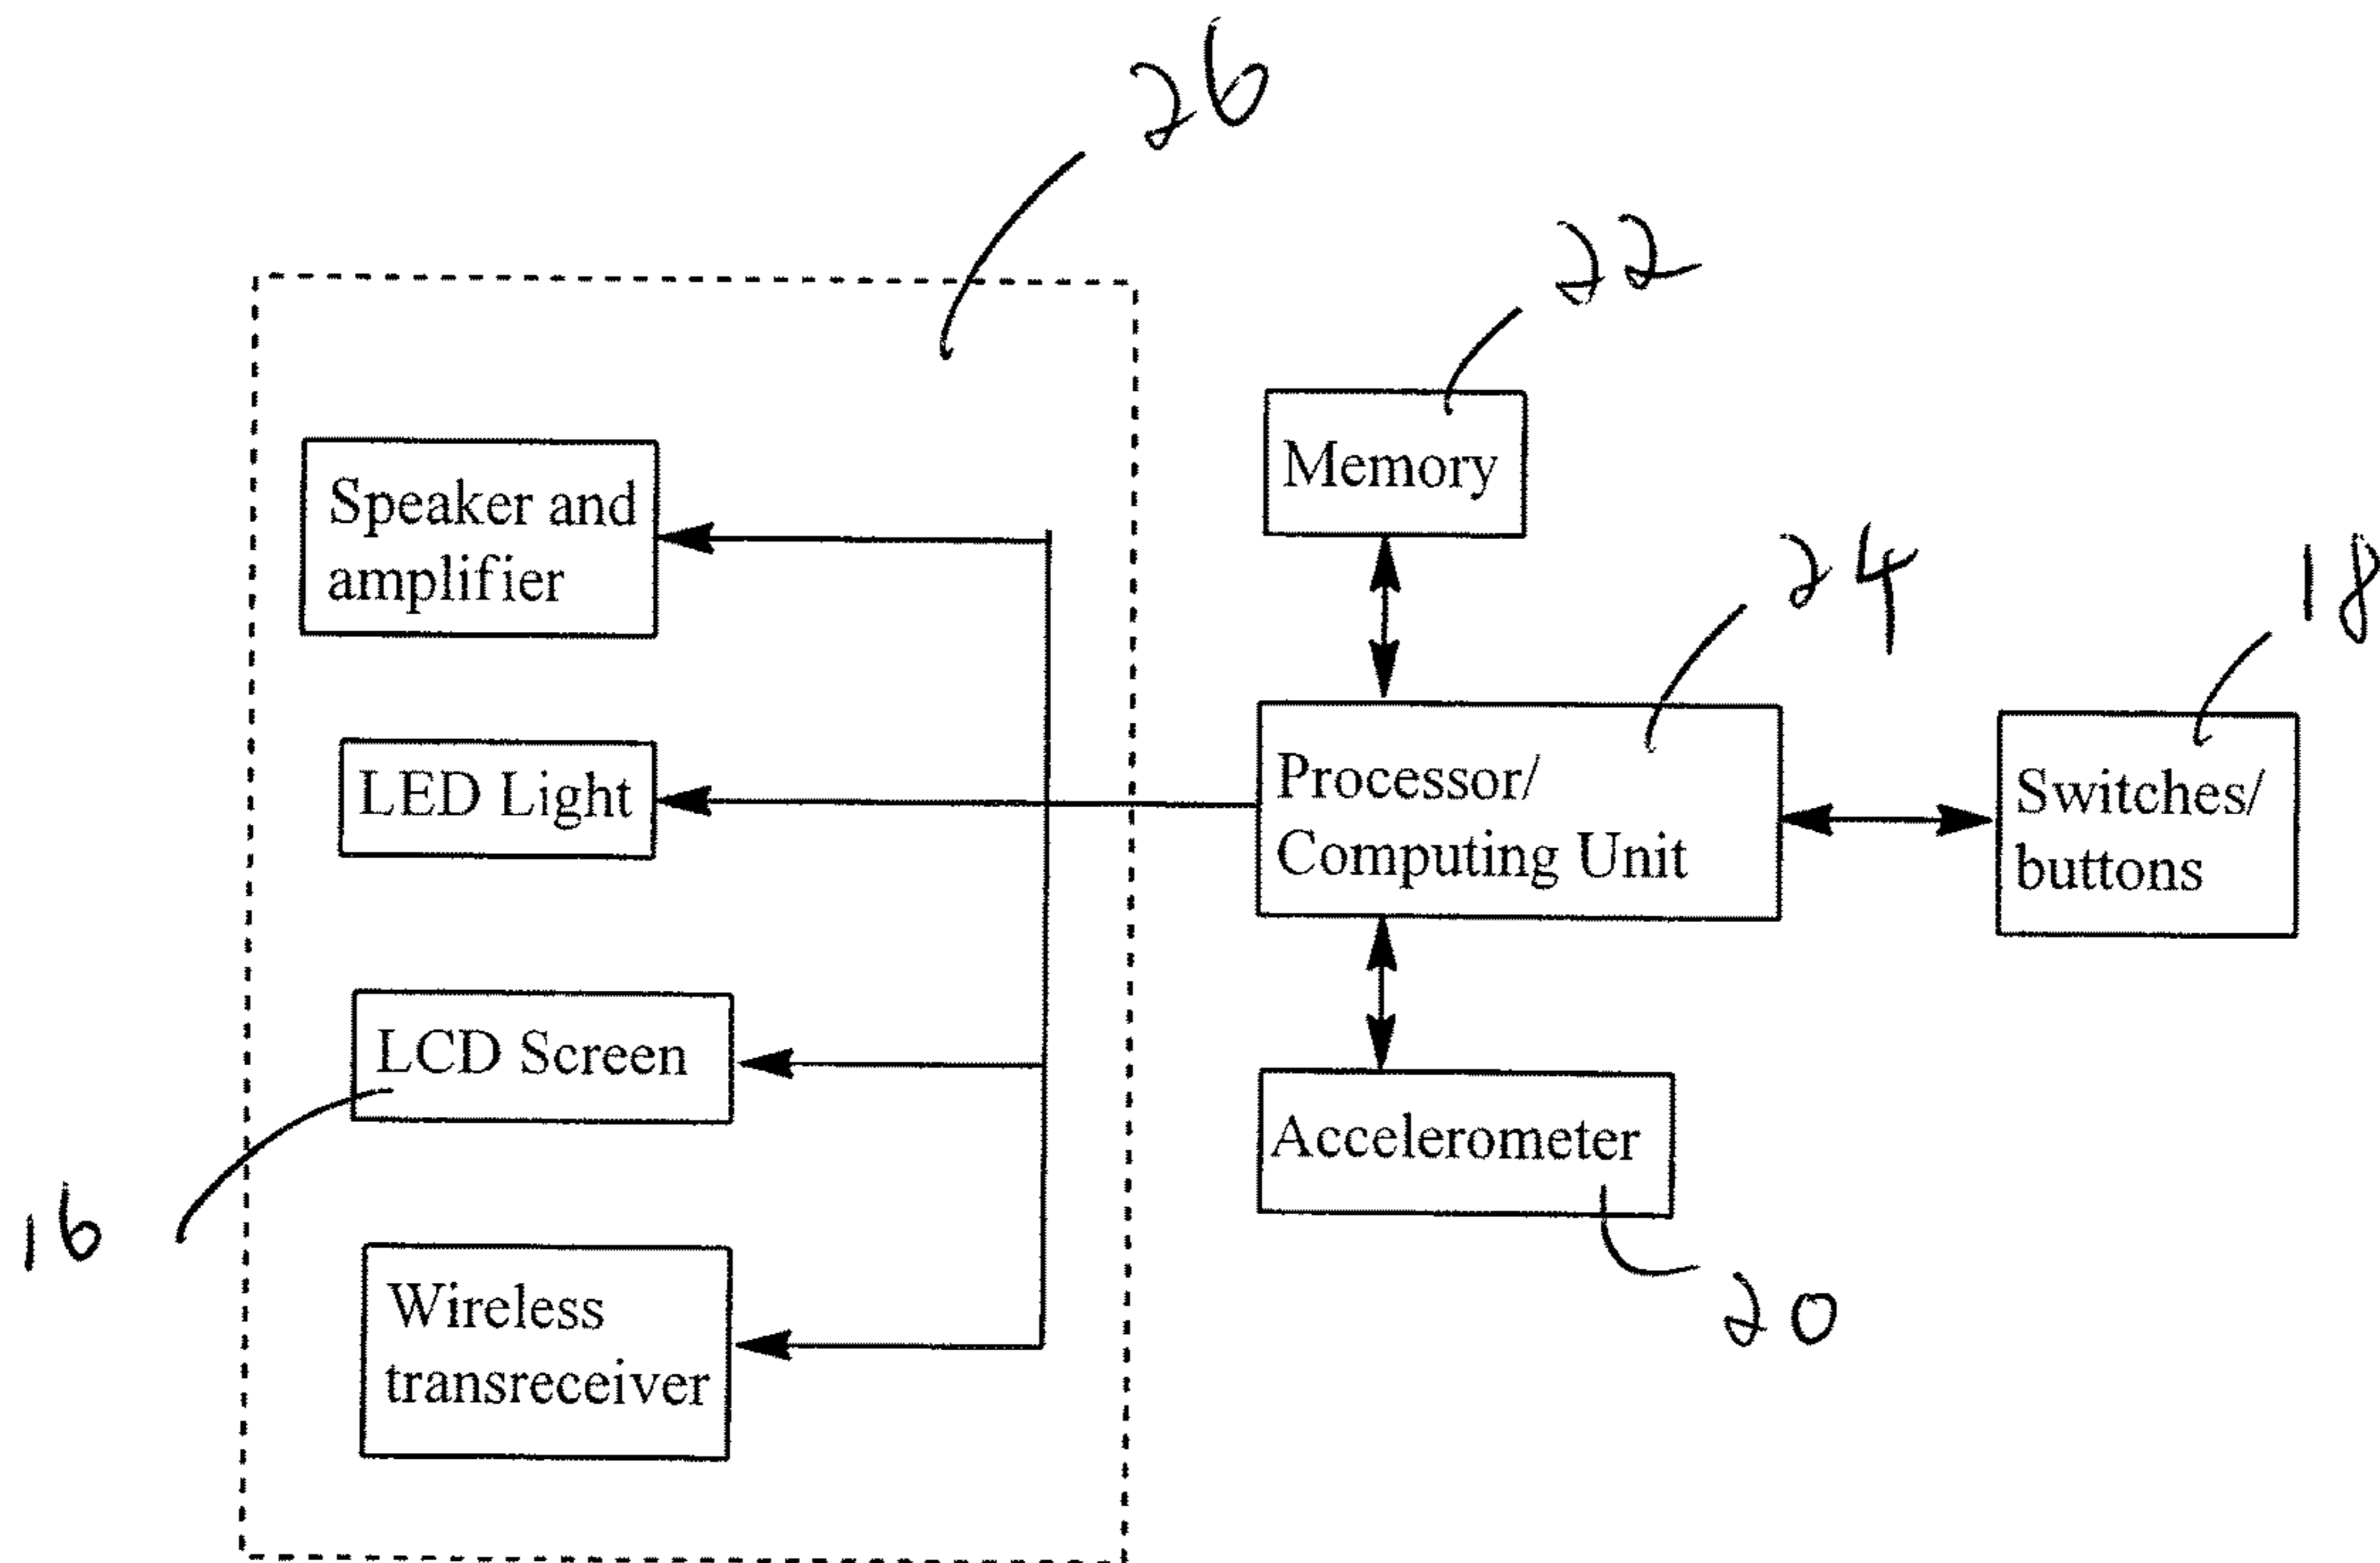 26
22
Memory
24
18
Speaker and
amplifier
LED Light
Processor/
Computing Unit
Switches/
buttons
LCD Screen
16
Accelerometer
20
Wireless
transreceiver